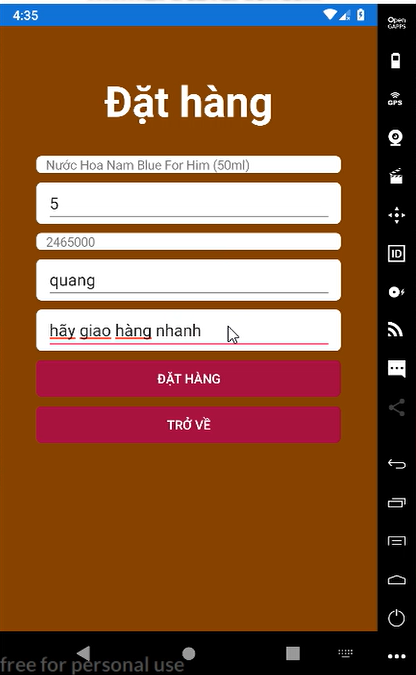 4:35
Open
GAPPS
GPS
Đặt hàng
Nước Hoa Nam Blue For Him (50ml)
5
2465000
quang
hãy giao hàng nhanh
ĐẶT HÀNG
TRỞ VỀ
ID
free for personal use